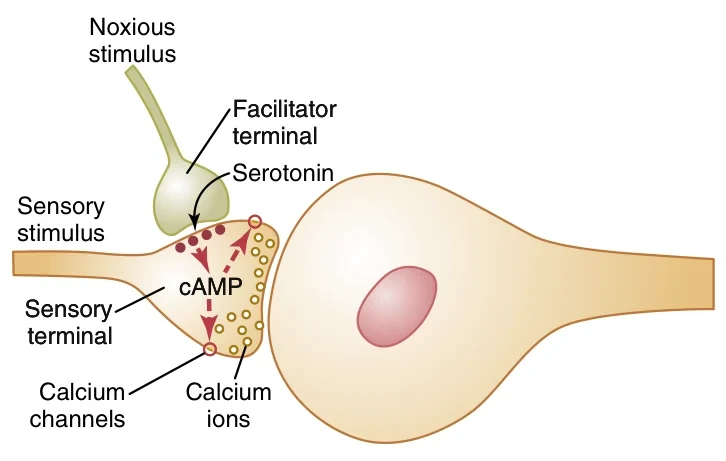 Noxious
stimulus
Facilitator
terminal
Serotonin
Sensory
stimulus
cAMP
Sensory
terminal
Calcium
channels
Calcium
ions